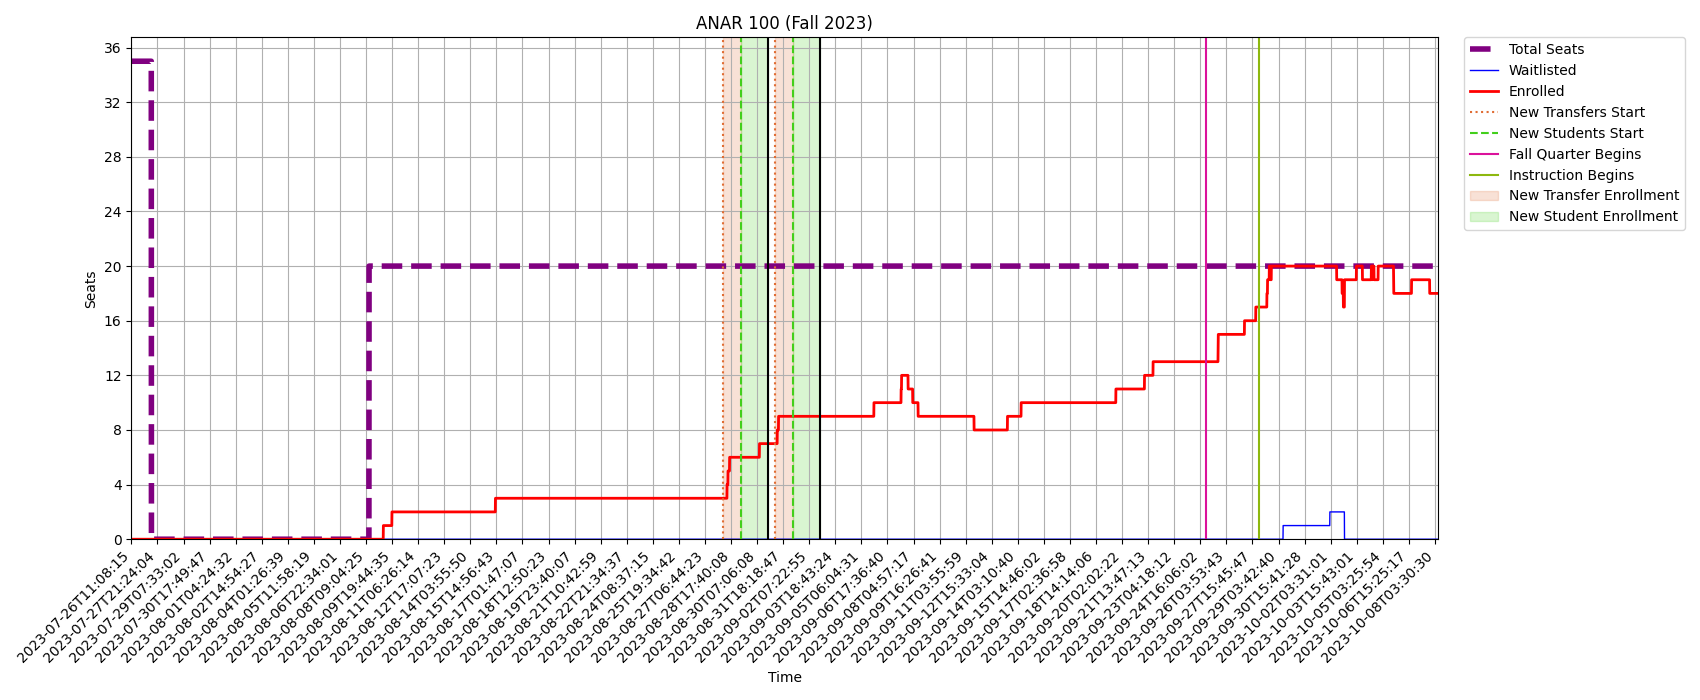 ANAR 100 (Fall 2023)
36
32
28
24
20
16
12
8
4
0
Seats
Total Seats
Waitlisted
Enrolled
New Transfers Start
New Students Start
Fall Quarter Begins
Instruction Begins
New Transfer Enrollment
New Student Enrollment
2023-07-26T11:08:15
2023-07-27T21:24:04
2023-07-29T07:33:02
2023-07-30T17:49:47
2023-08-01T04:24:32
2023-08-02T14:54:27
2023-08-04T01:26:39
2023-08-05T11:58:19
2023-08-06T22:34:01
2023-08-08T09:04:25
2023-08-09T19:44:35
2023-08-11T06:26:14
2023-08-12T17:07:23
2023-08-14T03:55:50
2023-08-15T14:56:43
2023-08-17T01:47:07
2023-08-18T12:50:23
2023-08-19T23:40:07
2023-08-21T10:42:59
2023-08-22T21:34:37
2023-08-24T08:37:15
2023-08-25T19:34:42
2023-08-27T06:44:23
2023-08-28T17:40:08
2023-08-30T07:06:08
2023-08-31T18:18:47
2023-09-02T07:22:55
2023-09-03T18:43:24
2023-09-05T06:04:31
2023-09-06T17:36:40
2023-09-08T04:57:17
2023-09-09T16:26:41
2023-09-11T03:55:59
2023-09-12T15:33:04
2023-09-14T03:10:40
2023-09-15T14:46:02
2023-09-17T02:36:58
2023-09-18T14:14:06
2023-09-20T02:02:22
2023-09-21T13:47:13
2023-09-23T04:18:12
2023-09-24T16:06:02
2023-09-26T03:53:43
2023-09-27T15:45:47
2023-09-29T03:42:40
2023-09-30T15:41:28
2023-10-02T03:31:01
2023-10-03T15:43:01
2023-10-05T03:25:54
2023-10-06T15:25:17
2023-10-08T03:30:30
Time